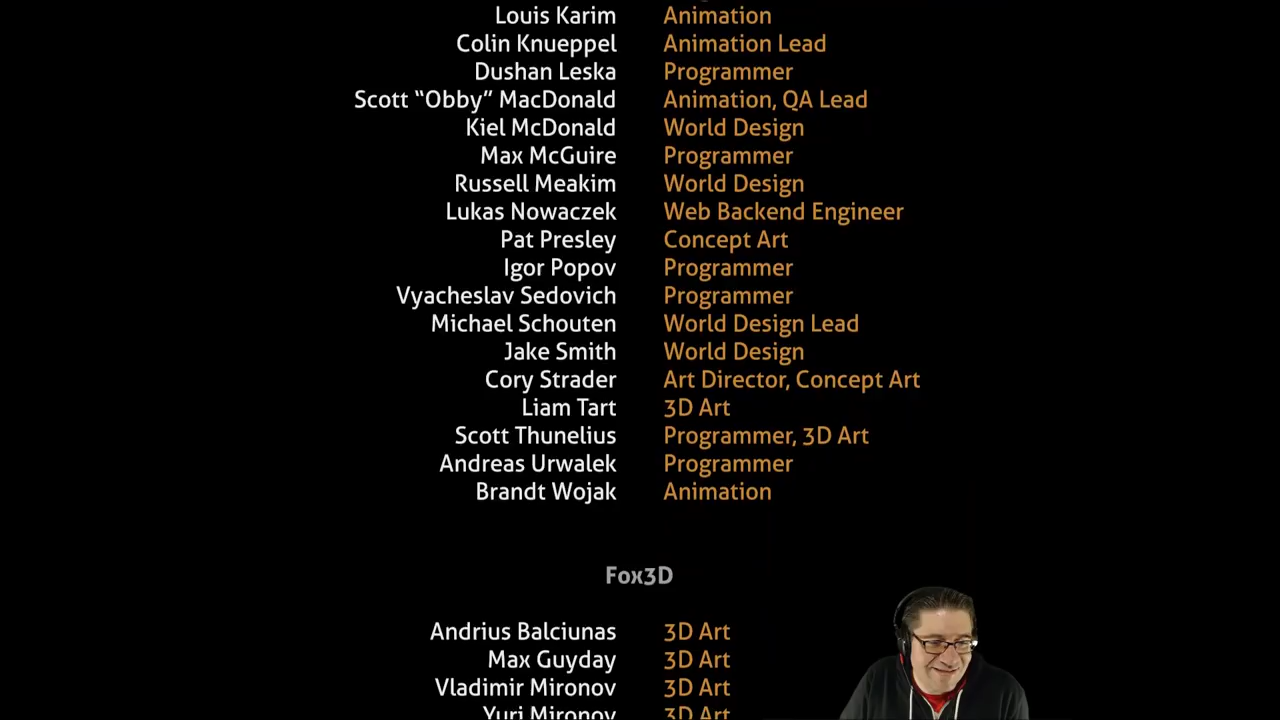 Louis Karim Animation
Colin Knueppel Animation Lead
Dushan Leska Programmer
Scott “Obby” MacDonald Animation, QA Lead
Kiel McDonald World Design
Max McGuire Programmer
Russell Meakim World Design
Lukas Nowaczek Web Backend Engineer
Pat Presley Concept Art
Igor Popov Programmer
Vyacheslav Sedovich Programmer
Michael Schouten World Design Lead
Jake Smith World Design
Cory Strader Art Director, Concept Art
Liam Tart 3D Art
Scott Thunelius Programmer, 3D Art
Andreas Urwalek Programmer
Brandt Wojak Animation
Fox3D
Andrius Balciunas 3D Art
Max Guyday 3D Art
Vladimir Mironov 3D Art
Yuri Mironov 3D Art